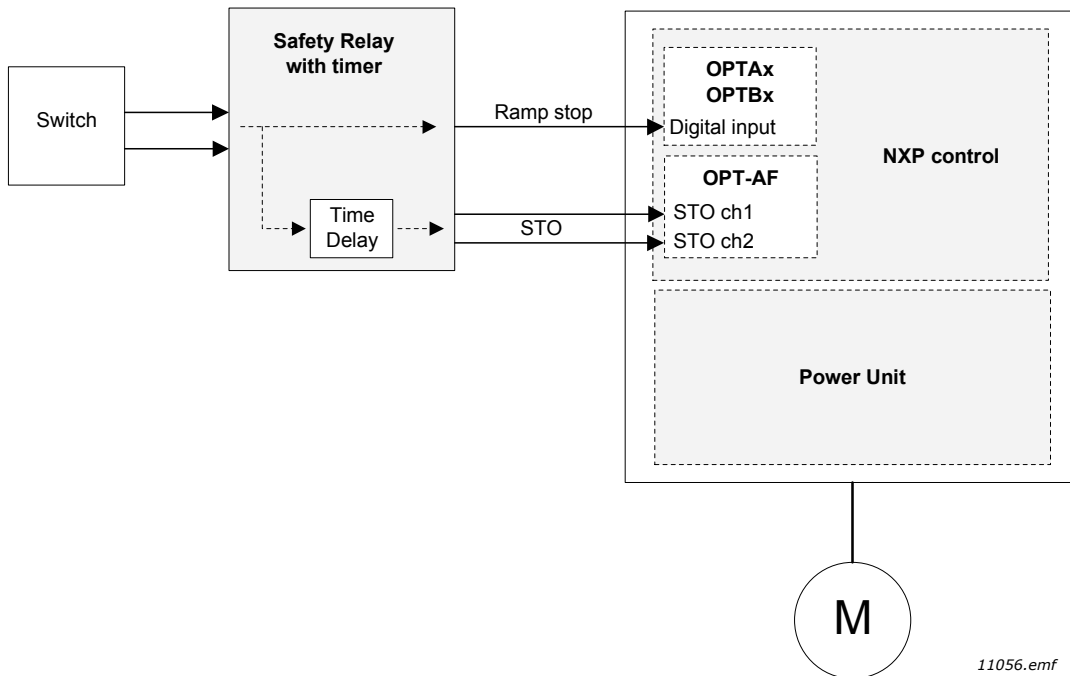 Switch
Safety Relay
with timer
Time
Delay
Ramp stop
STO
OPTAx
OPTBx
Digital input
OPT-AF
STO ch1
STO ch2
NXP control
Power Unit
M
11056.emf